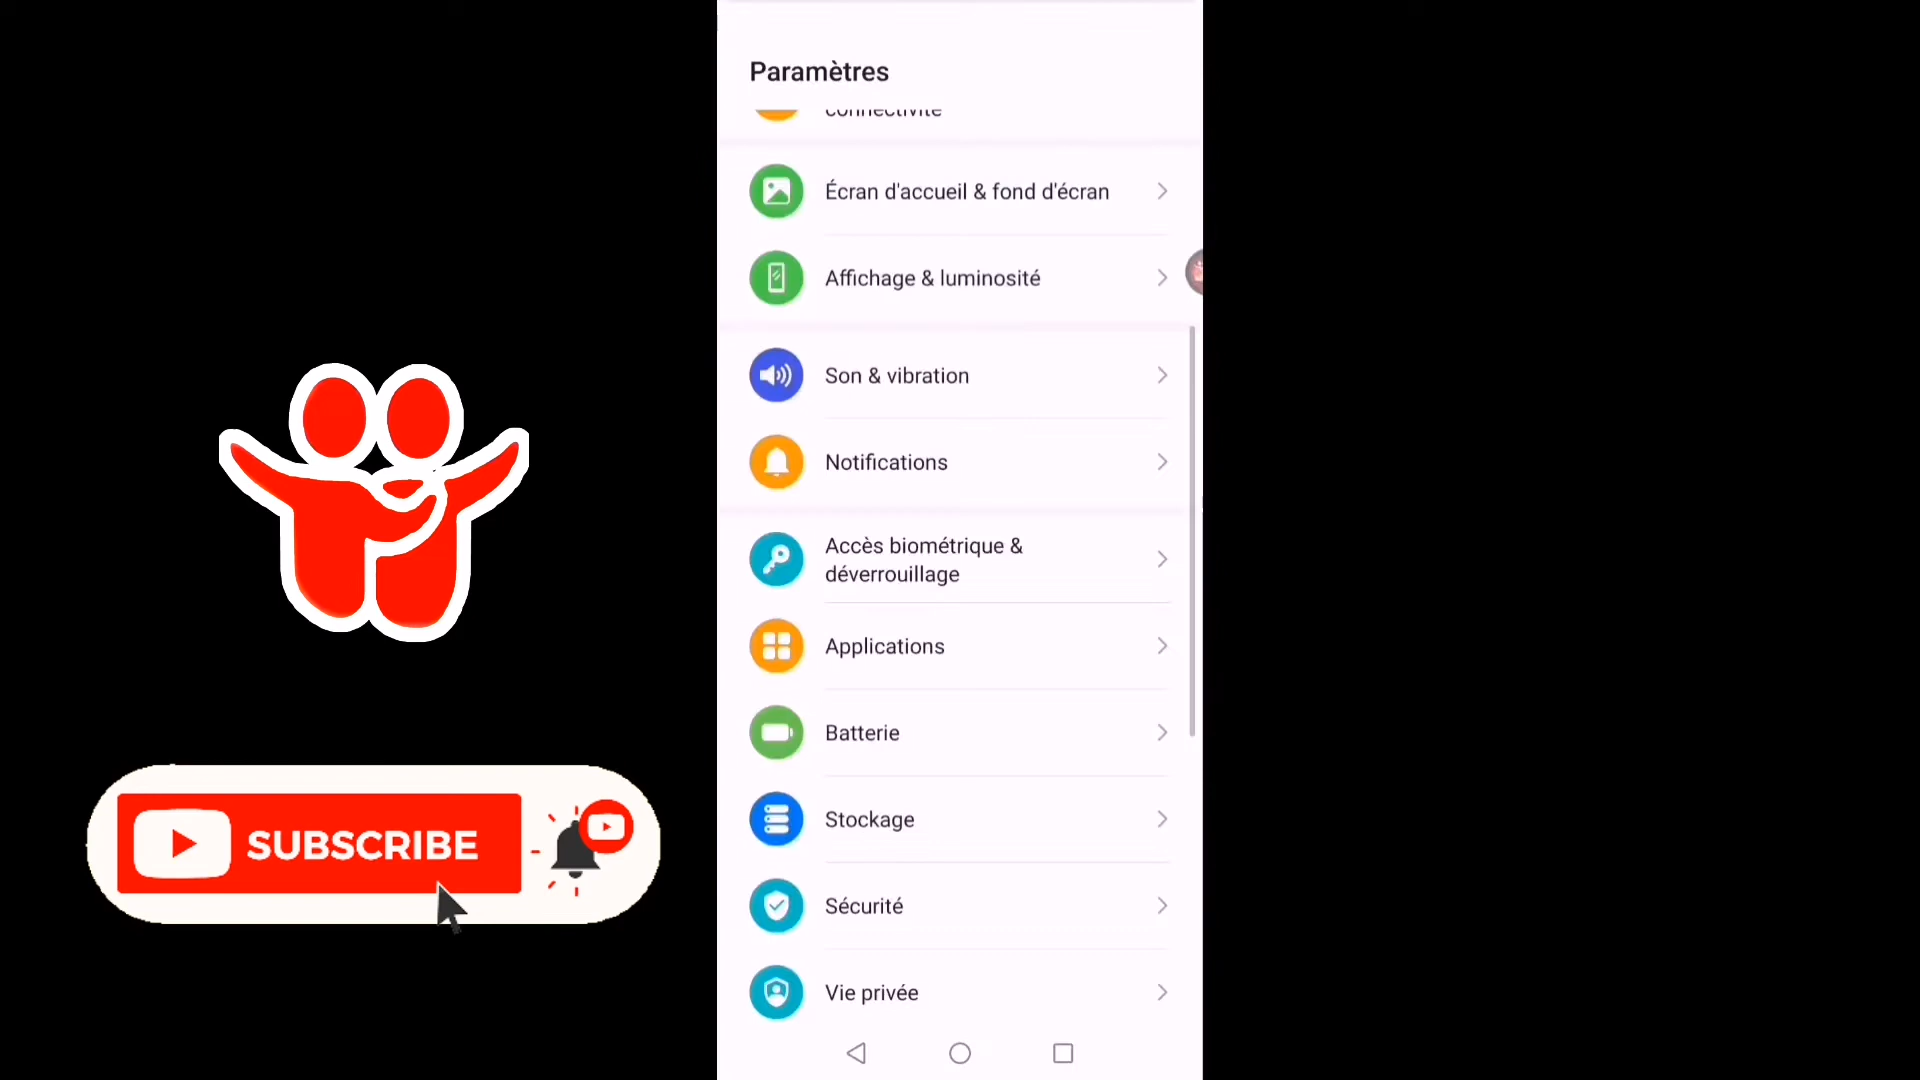 Paramètres
connectivité
Écran d'accueil & fond d'écran
Affichage & luminosité
Son & vibration
Notifications
Accès biométrique &
déverrouillage
Applications
Batterie
Stockage
Sécurité
Vie privée
SUBSCRIBE